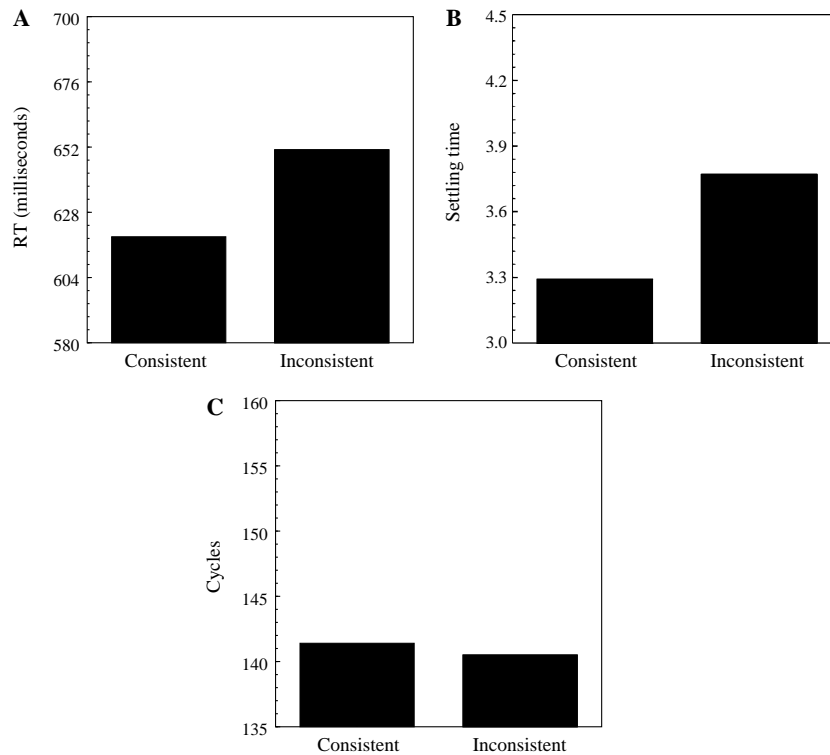 A
RT (milliseconds)
700
676
652
628
604
580
Consistent Inconsistent
B
Settling time
4.5
4.2
3.9
3.6
3.3
3.0
Consistent Inconsistent
C
Cycles
160
155
150
145
140
135
Consistent Inconsistent